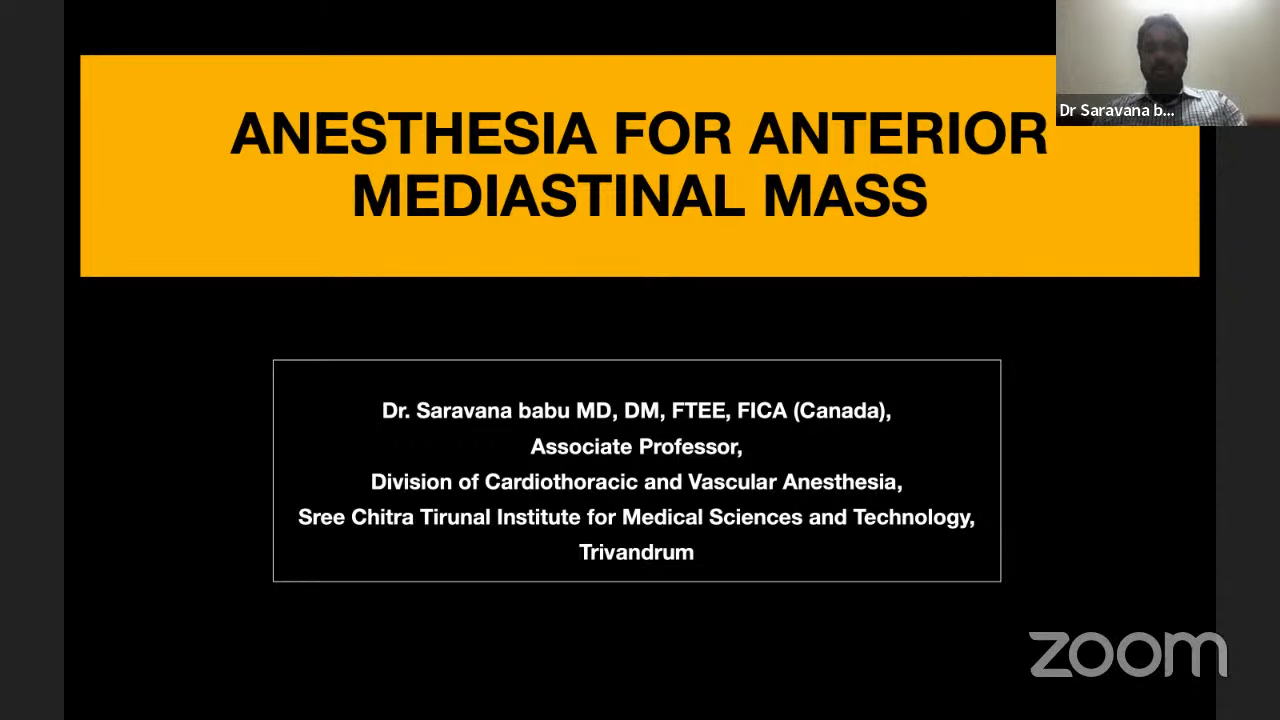 ANESTHESIA FOR ANTERIOR
MEDIASTINAL MASS
Dr Saravana b...
Dr. Saravana babu MD, DM, FTEE, FICA (Canada),
Associate Professor,
Division of Cardiothoracic and Vascular Anesthesia,
Sree Chitra Tirunal Institute for Medical Sciences and Technology,
Trivandrum
zoom